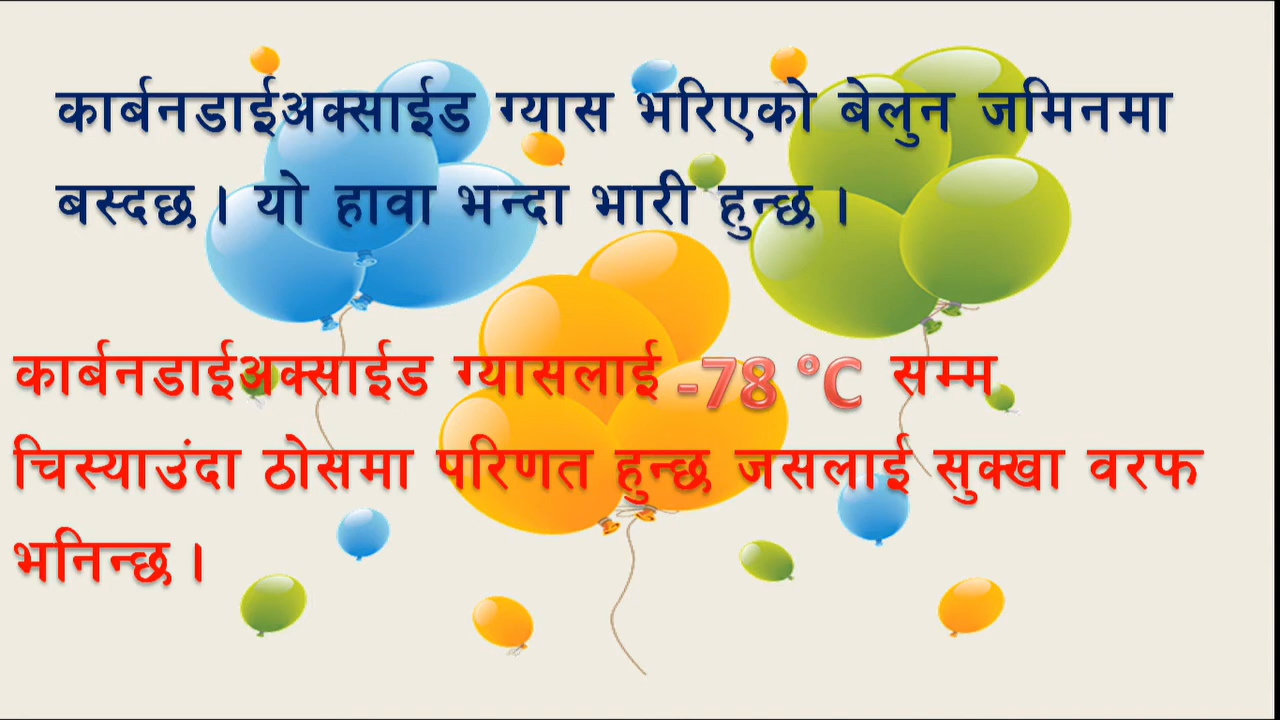 कार्बनडाईअक्साईड ग्यास भरिएको बेलुन जमिनमा
बस्दछ। यो हावा भन्दा भारी हुन्छ।
कार्बनडाईअक्साईड ग्यासलाई -78 °C सम्म
चिस्याउंदा ठोसमा परिणत हुन्छ जसलाई सुक्खा वरफ
भनिन्छ।